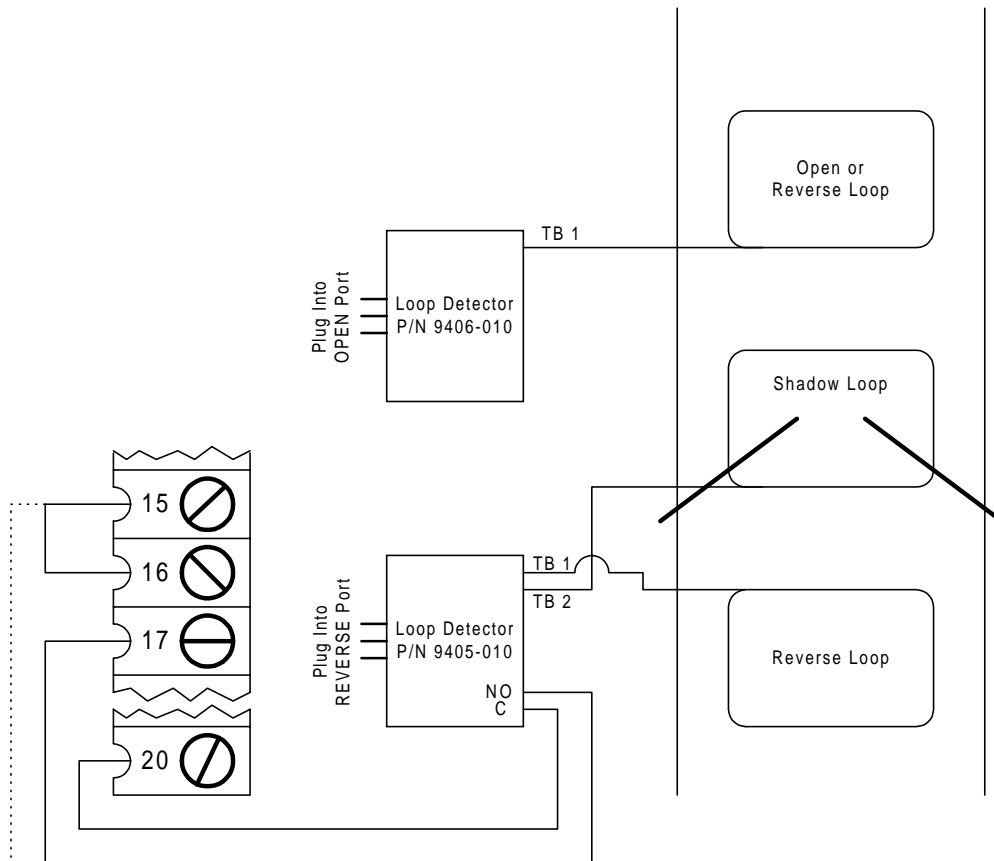 Open or
Reverse Loop
TB 1
Plug Into
OPEN Port
Loop Detector
P/N 9406-010
Shadow Loop
15
16
17
20
TB 1
TB 2
Plug Into
REVERSE Port
Loop Detector
P/N 9405-010
NO
C
Reverse Loop